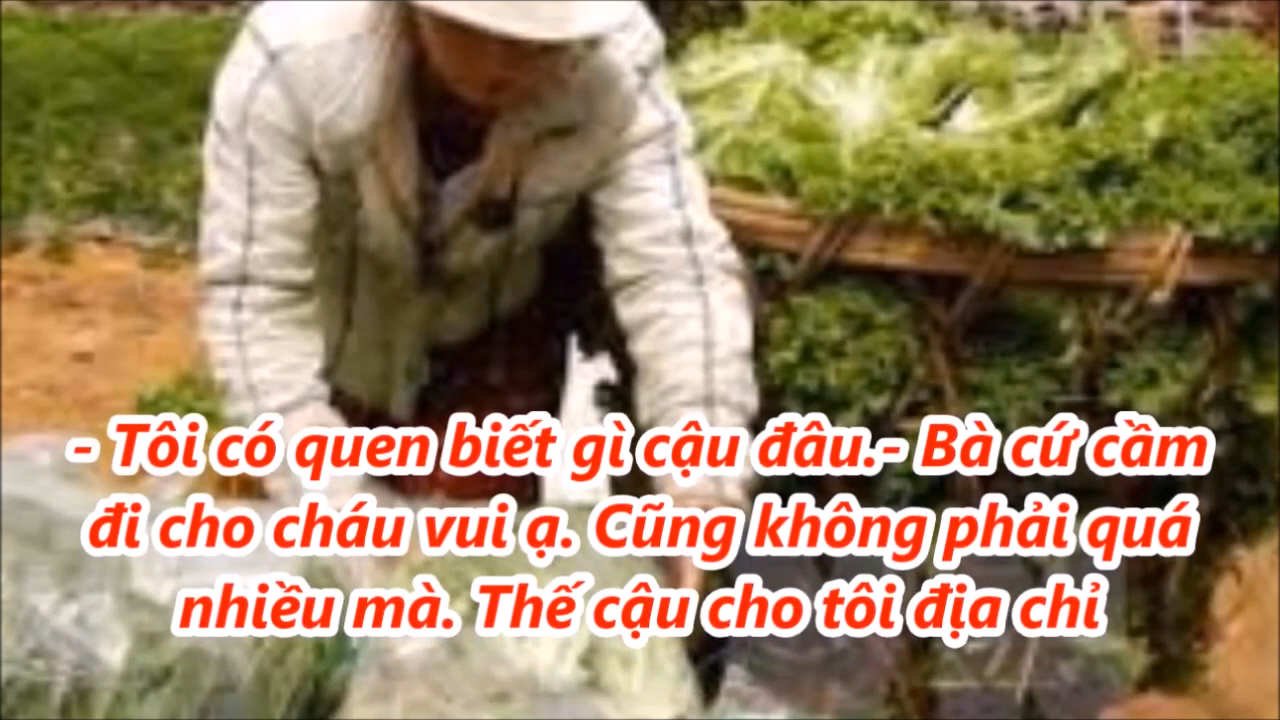 - Tôi có quen biết gì cậu đâu.- Bà cứ cầm
đi cho cháu vui ạ. Cũng không phải quá
nhiều mà. Thế cậu cho tôi địa chỉ